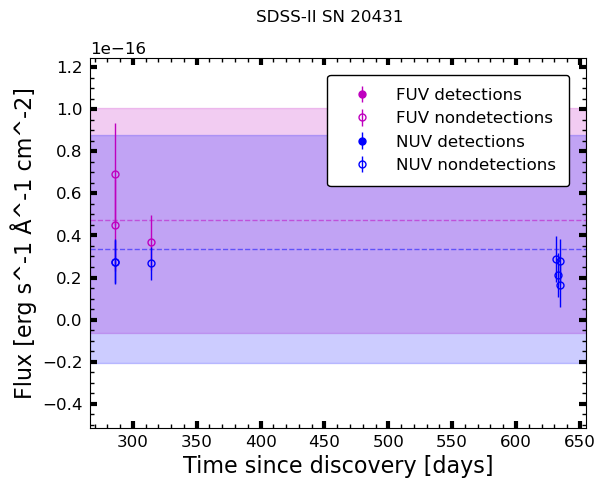 SDSS-II SN 20431
1e−16
1.2
1.0
0.8
0.6
0.4
0.2
0.0
−0.2
−0.4
Flux [erg s^-1 Å^-1 cm^-2]
FUV detections
FUV nondetections
NUV detections
NUV nondetections
300 350 400 450 500 550 600 650
Time since discovery [days]